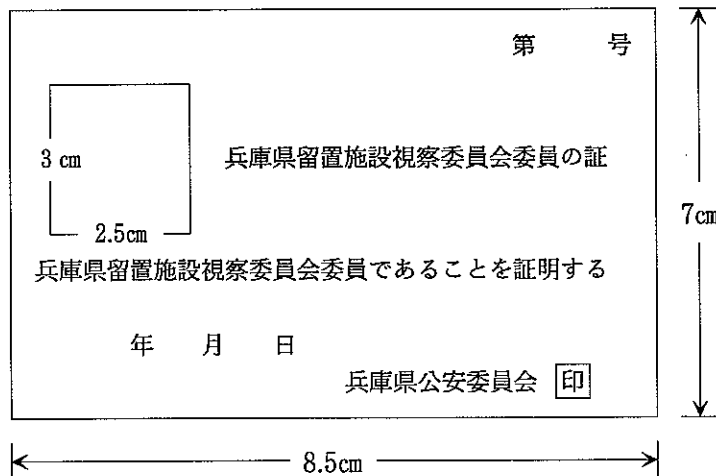 第　　号
3 cm
兵庫県留置施設視察委員会委員の証
7cm
2.5cm
兵庫県留置施設視察委員会委員であることを証明する
年　　月　　日
兵庫県公安委員会　印
8.5cm